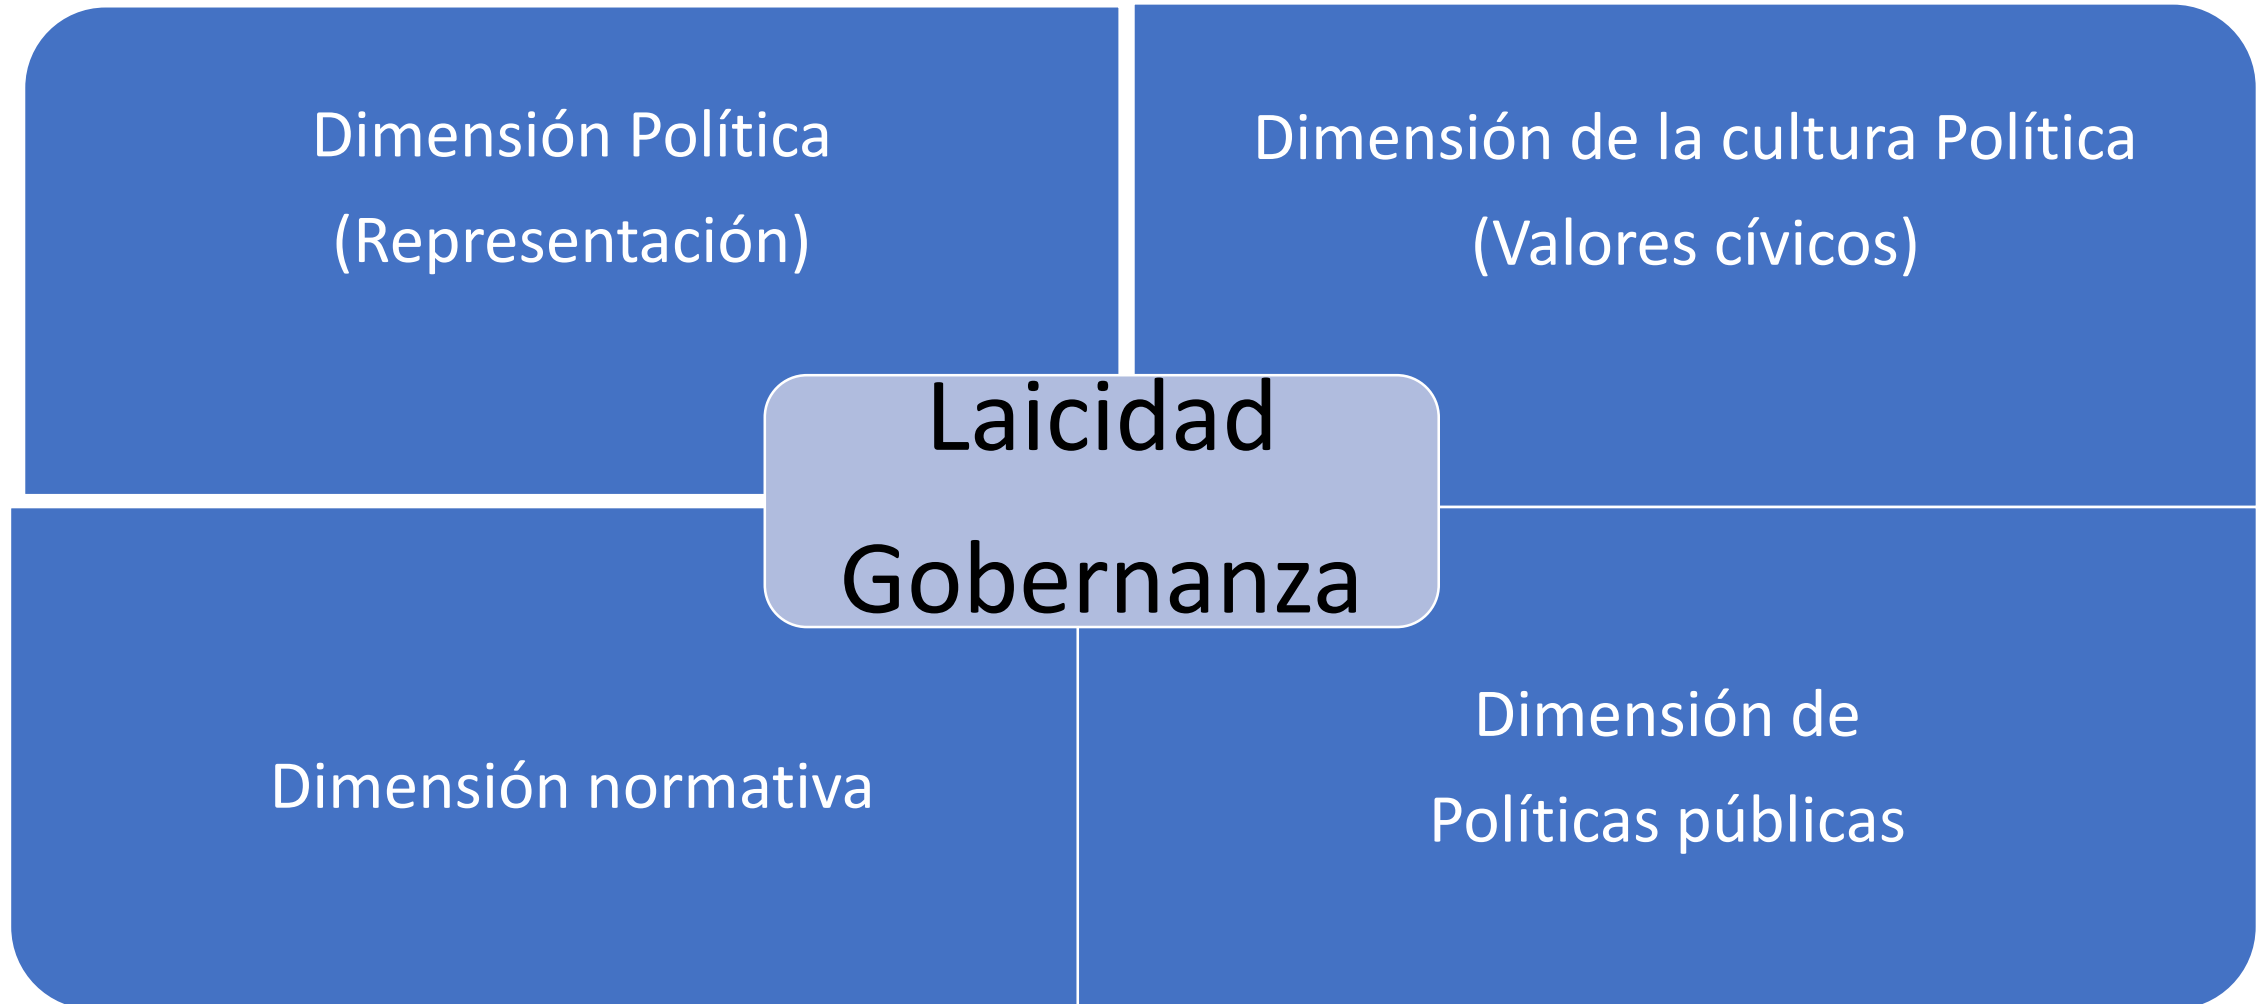 Dimensión Política
(Representación)
Dimensión de la cultura Política
(Valores cívicos)
Laicidad
Gobernanza
Dimensión normativa
Dimensión de
Políticas públicas